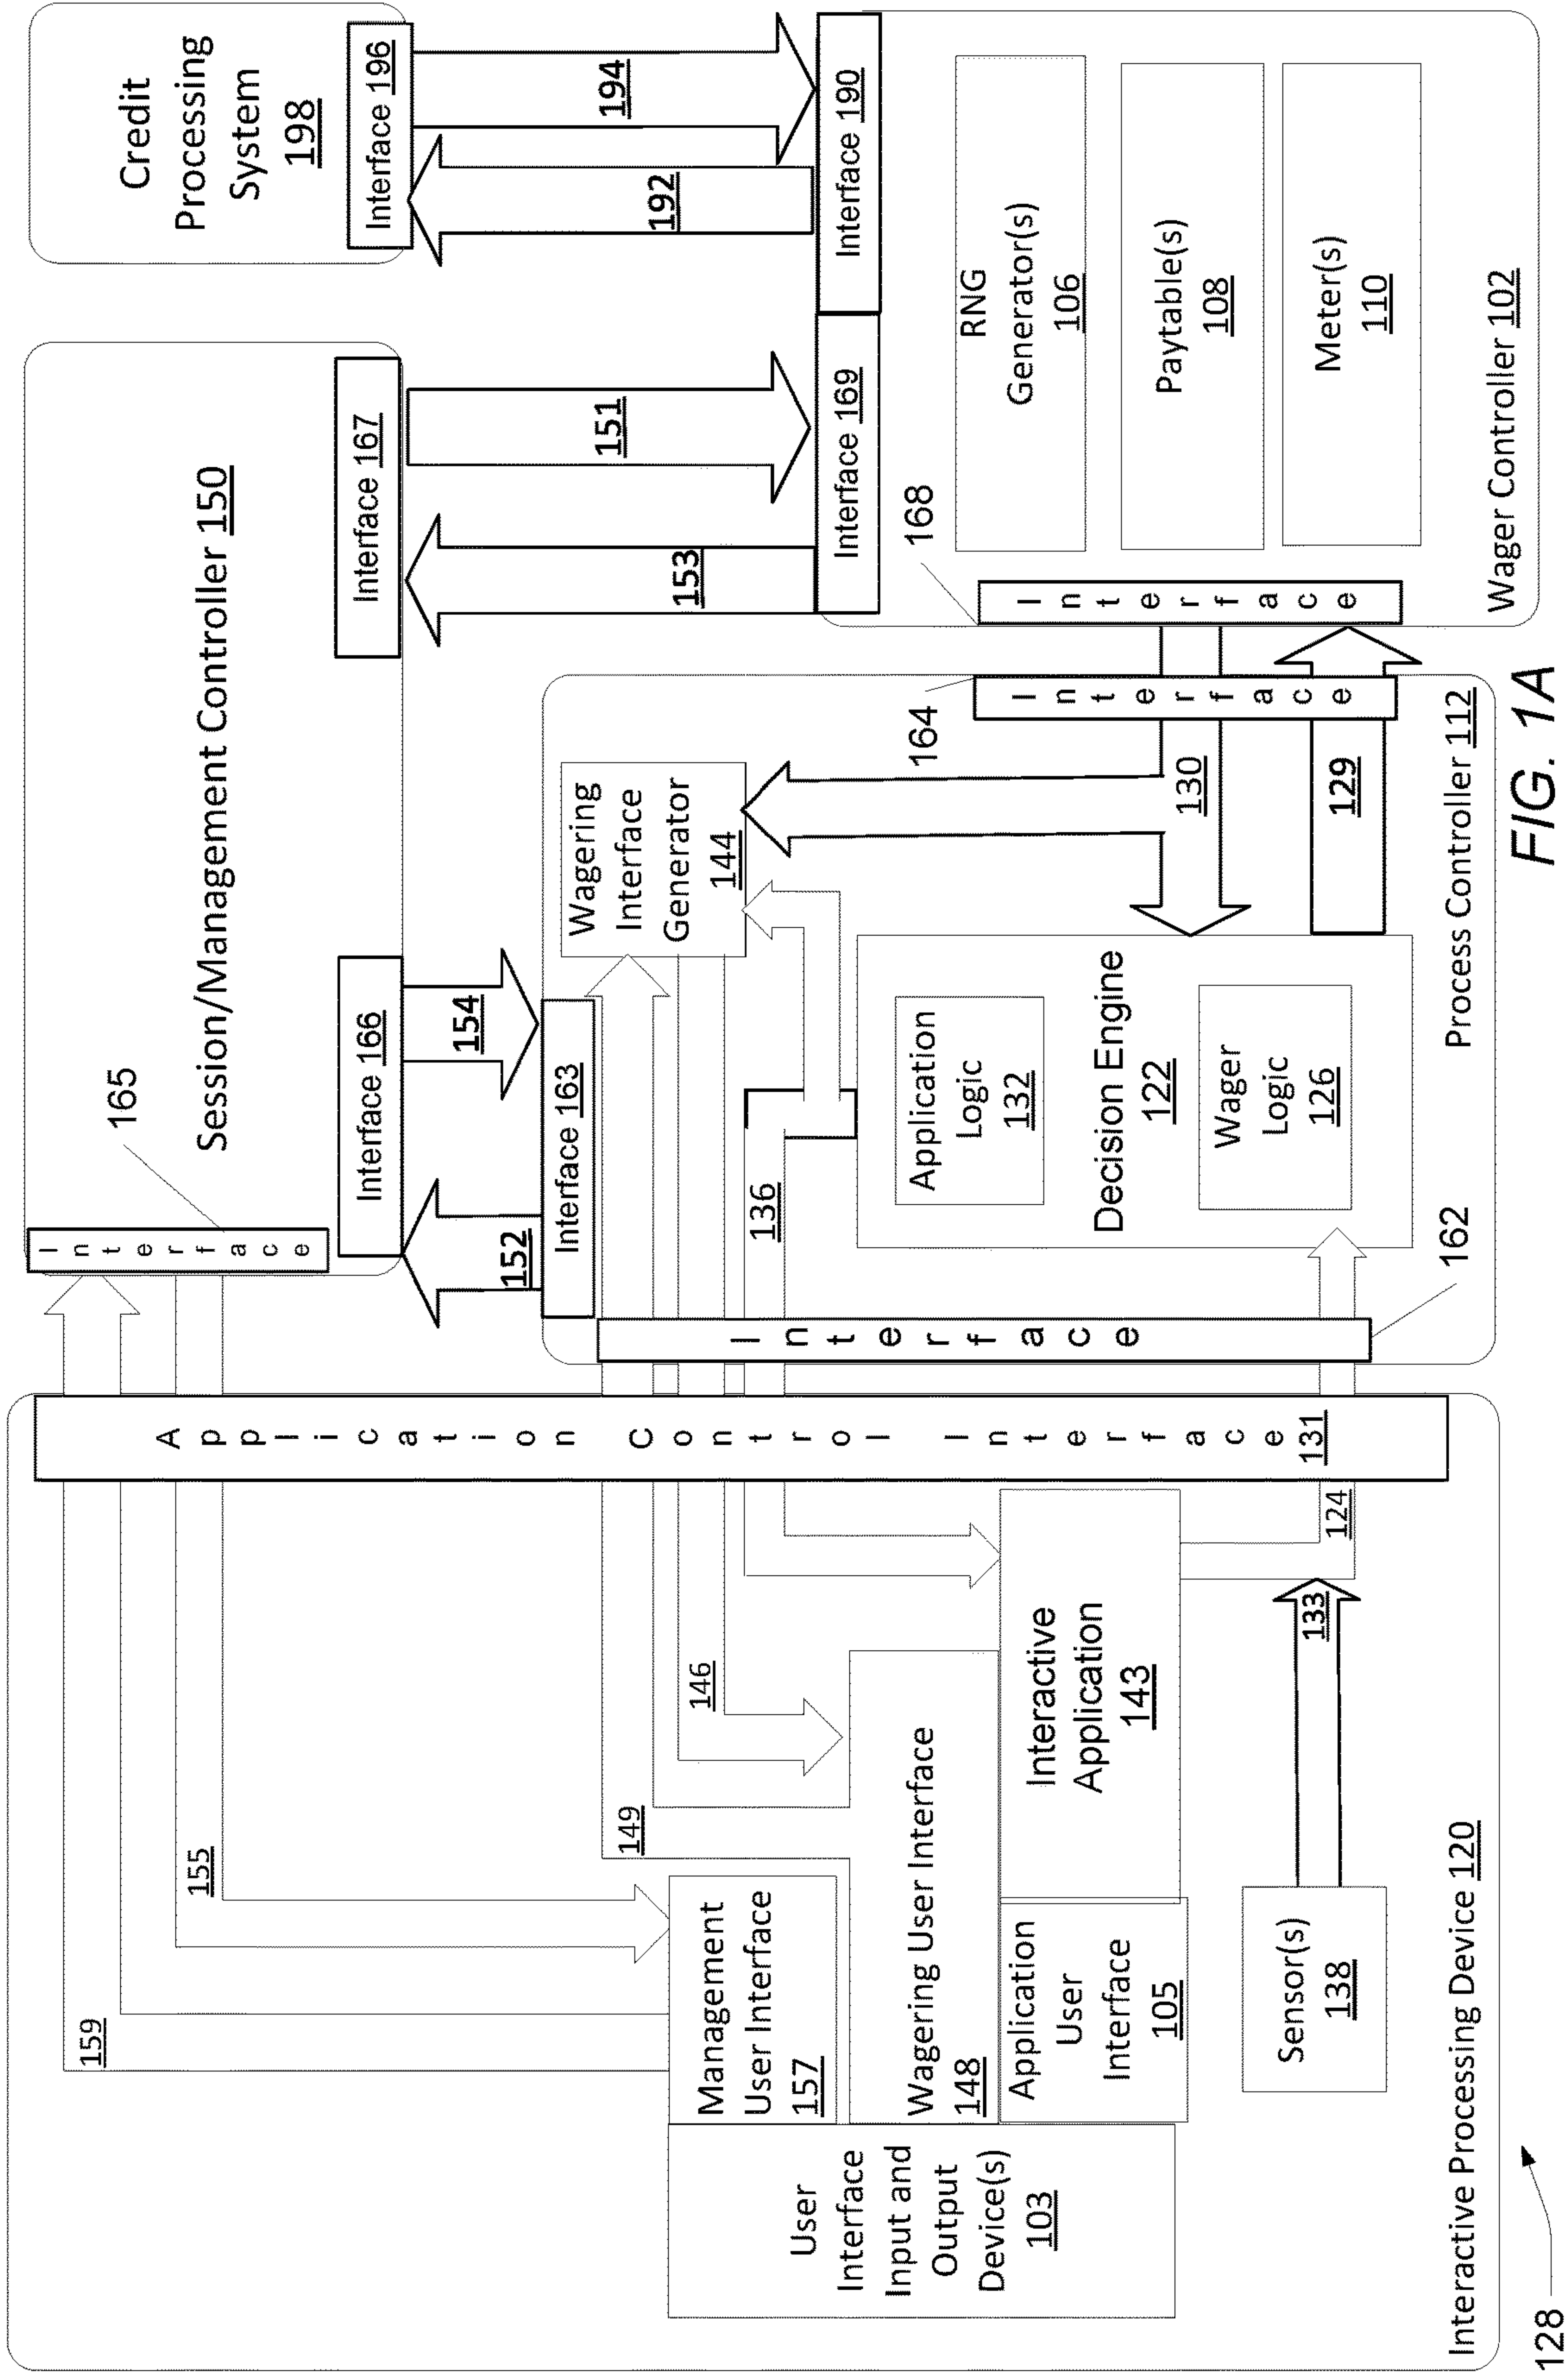 Session/Management Controller 150
165
Interface
Interface 166
Interface 167
Credit
Processing
System
198
Interface 196
159
155
154
152
153
151
192
194
Interface 163
Interface 169
Interface 190
Management
User Interface
157
149
146
136
Wagering
Interface
Generator
144
164
168
Application Control Interface 131
Interface
Interface
Interface
RNG
Generator(s)
106
User
Interface
Input and
Output
Device(s)
103
Wagering User Interface
148
Application
User
Interface
105
Interactive
Application
143
Application
Logic
132
Decision Engine
122
Wager
Logic
126
130
129
Paytable(s)
108
Meter(s)
110
Sensor(s)
138
133
124
162
Interactive Processing Device 120
Process Controller 112
Wager Controller 102
128
FIG. 1A